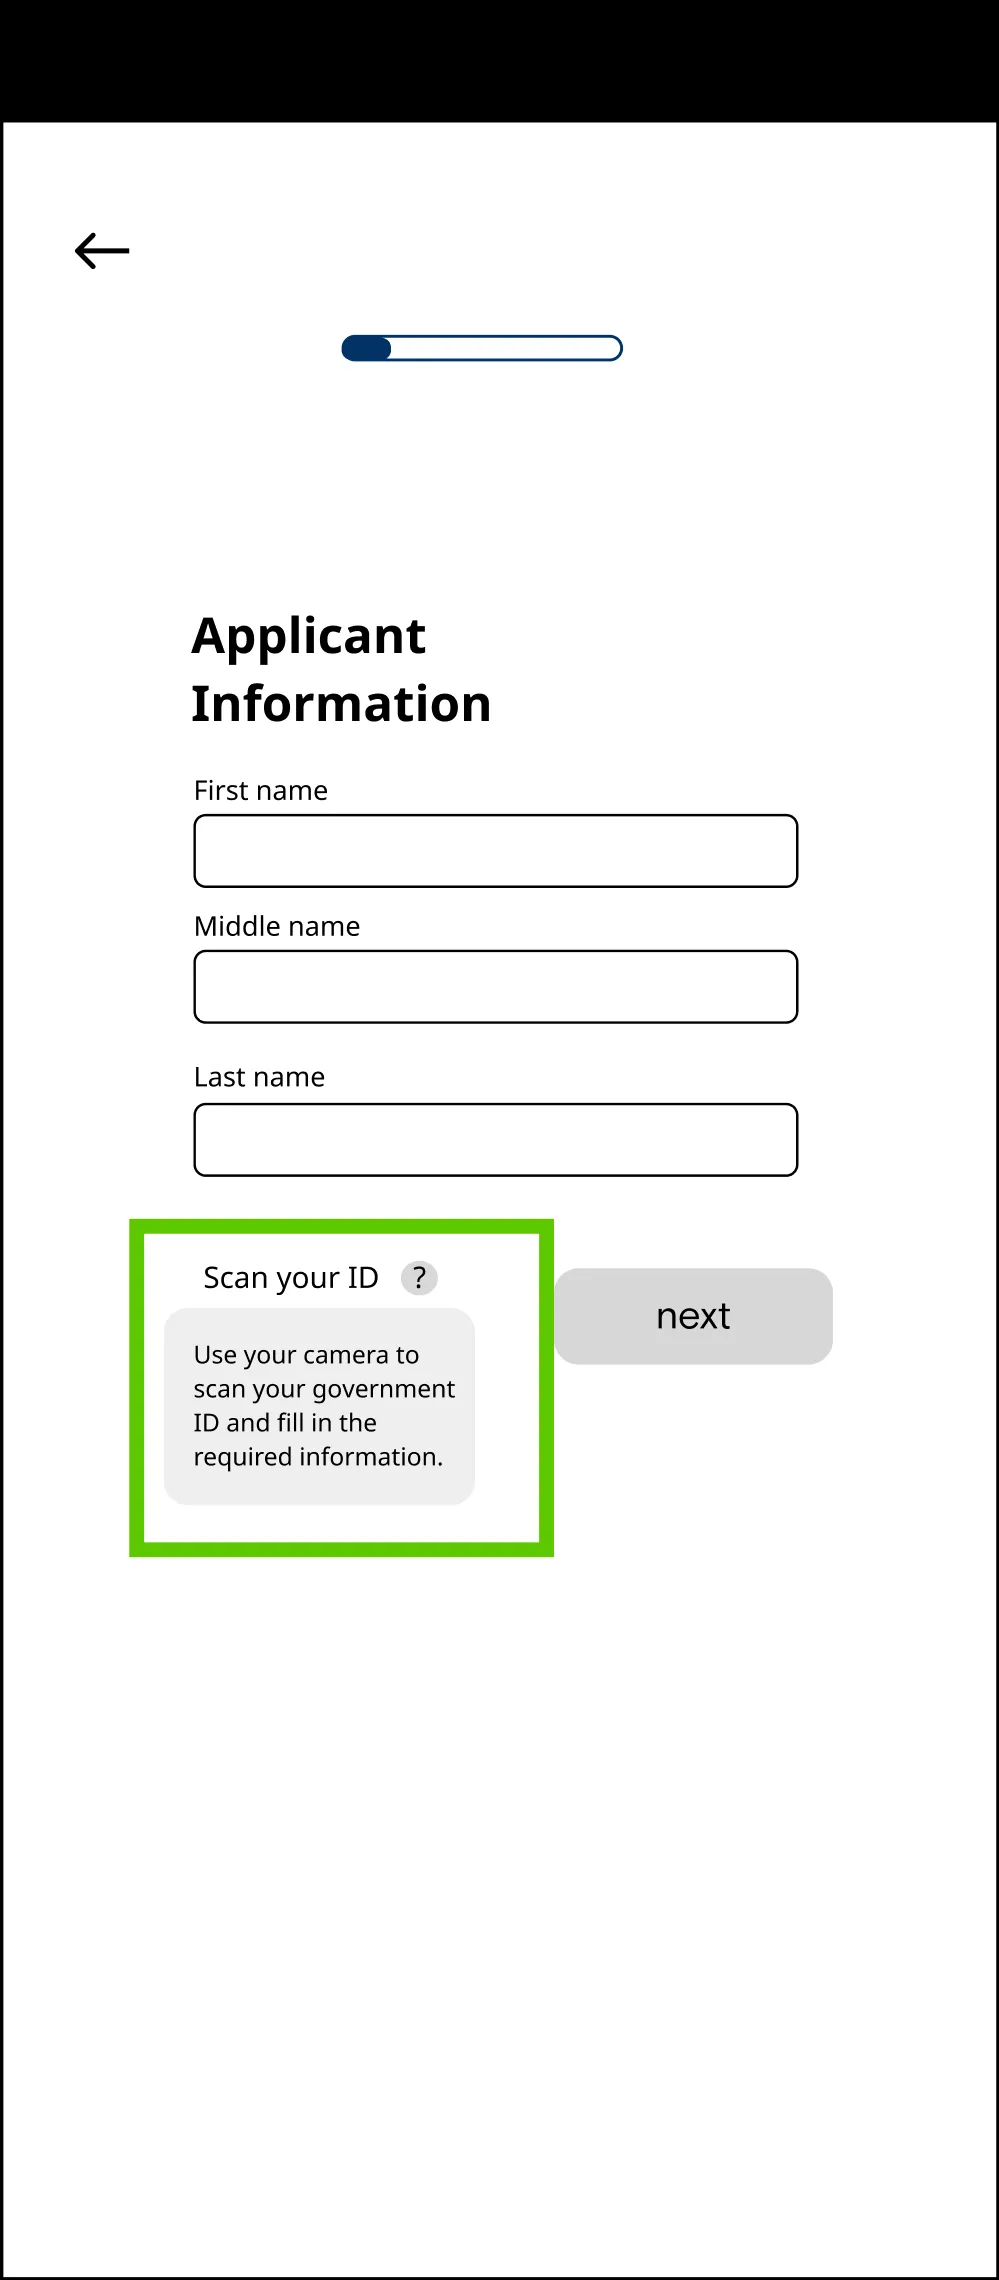 Applicant
Information
First name
Middle name
Last name
Scan your ID ?
Use your camera to
scan your government
ID and fill in the
required information.
next